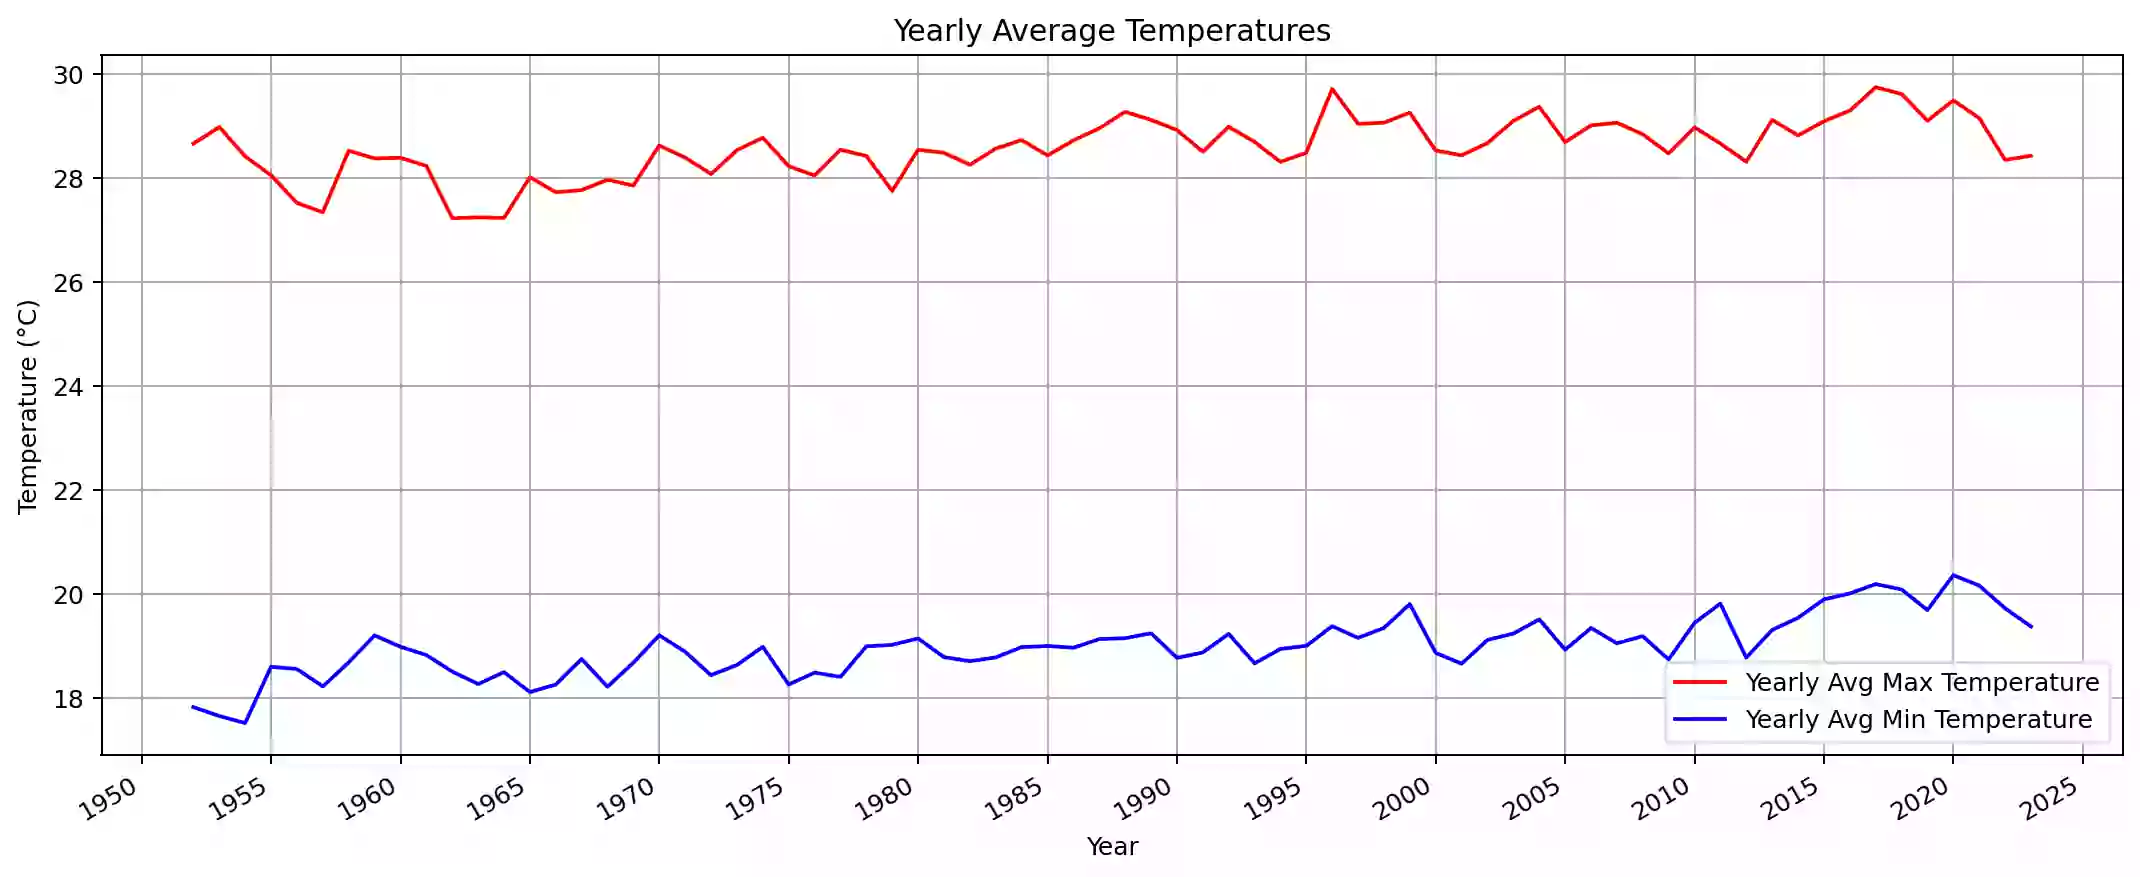 Yearly Average Temperatures
30
28
26
24
22
20
18
Temperature (°C)
Yearly Avg Max Temperature
Yearly Avg Min Temperature
1950 1955 1960 1965 1970 1975 1980 1985 1990 1995 2000 2005 2010 2015 2020 2025
Year